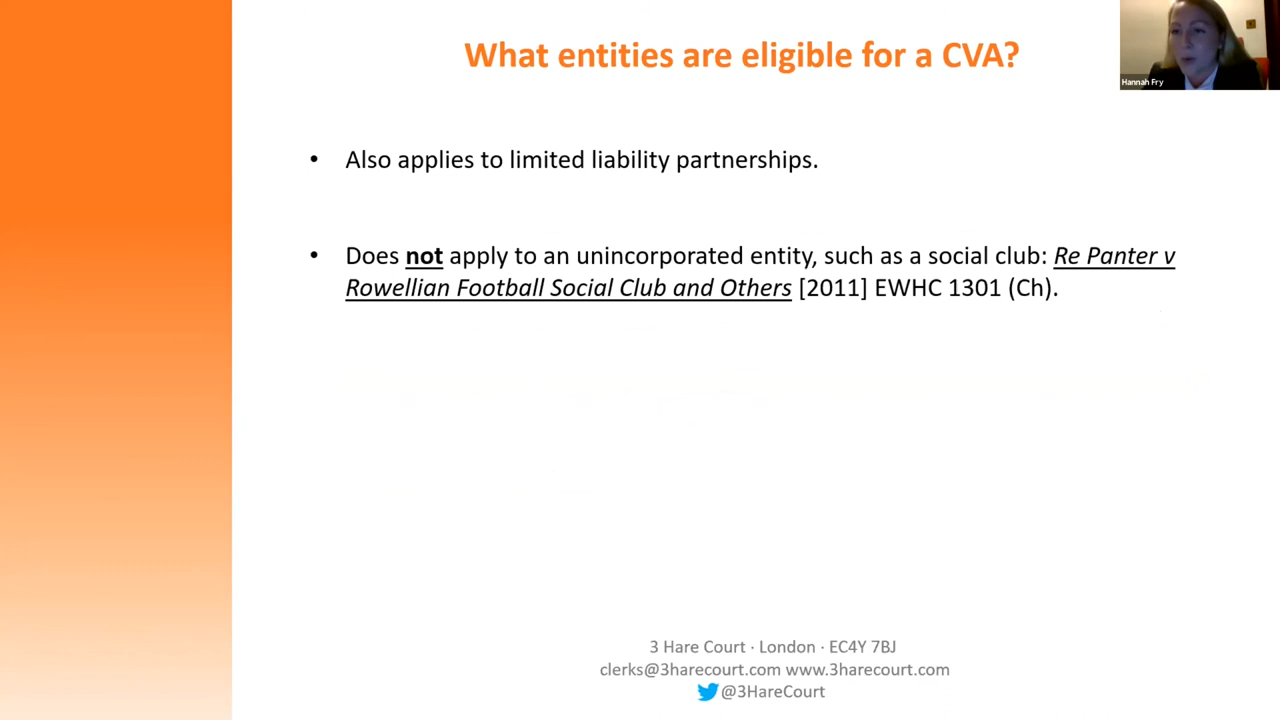 What entities are eligible for a CVA?
Hannah Fry
• Also applies to limited liability partnerships.
• Does not apply to an unincorporated entity, such as a social club: Re Panter v
Rowellian Football Social Club and Others [2011] EWHC 1301 (Ch).
3 Hare Court · London · EC4Y 7BJ
clerks@3harecourt.com www.3harecourt.com
@3HareCourt